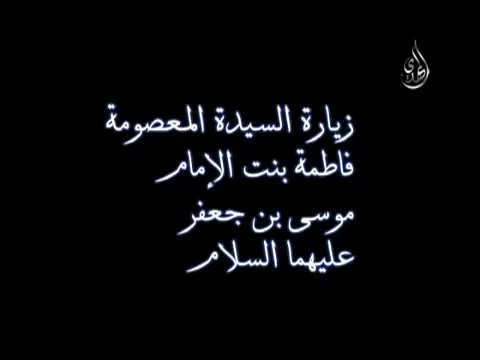 زيارة السيدة المعصومة
فاطمة بنت الإمام
موسى بن جعفر
عليهما السلام